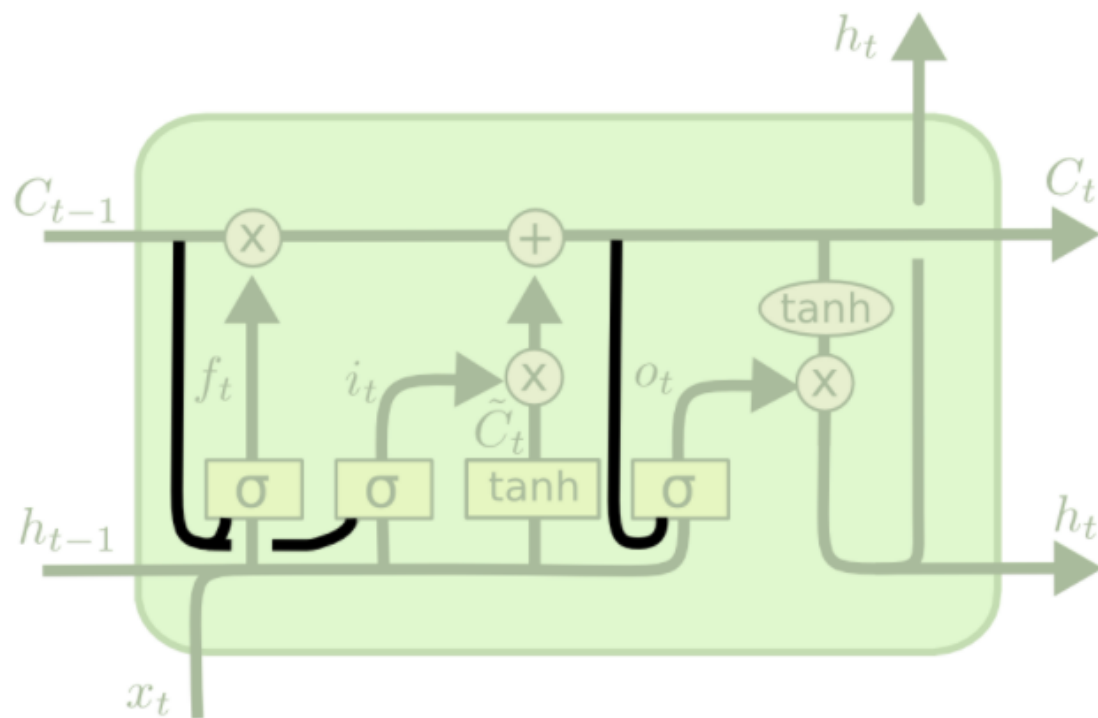 h_t
C_{t-1}
C_t
x
+
tanh
f_t
i_t
x
o_t
x
C̃_t
σ
σ
tanh
σ
h_{t-1}
h_t
x_t